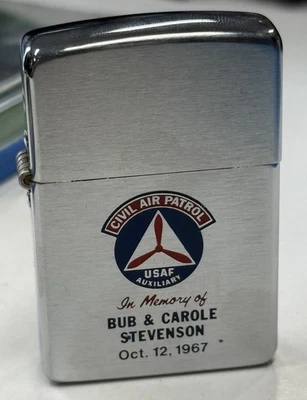 CIVIL AIR PATROL
USAF
AUXILIARY
In Memory of
BUB & CAROLE
STEVENSON
Oct. 12, 1967